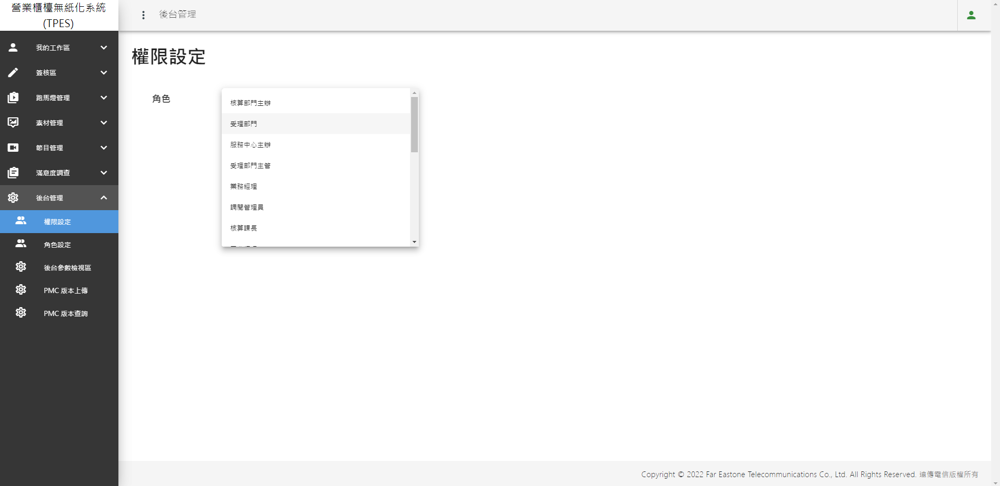 營業櫃檯無紙化系統
(TPES)
後台管理
我的工作區
簽核區
跑馬燈管理
素材管理
節目管理
滿意度調查
後台管理
權限設定
角色設定
後台參數檢視區
PMC 版本上傳
PMC 版本查詢
權限設定
角色
核算部門主辦
受理部門
服務中心主辦
受理部門主管
業務經理
調閱管理員
核算課長
Copyright © 2022 Far Eastone Telecommunications Co., Ltd. All Rights Reserved. 遠傳電信版權所有